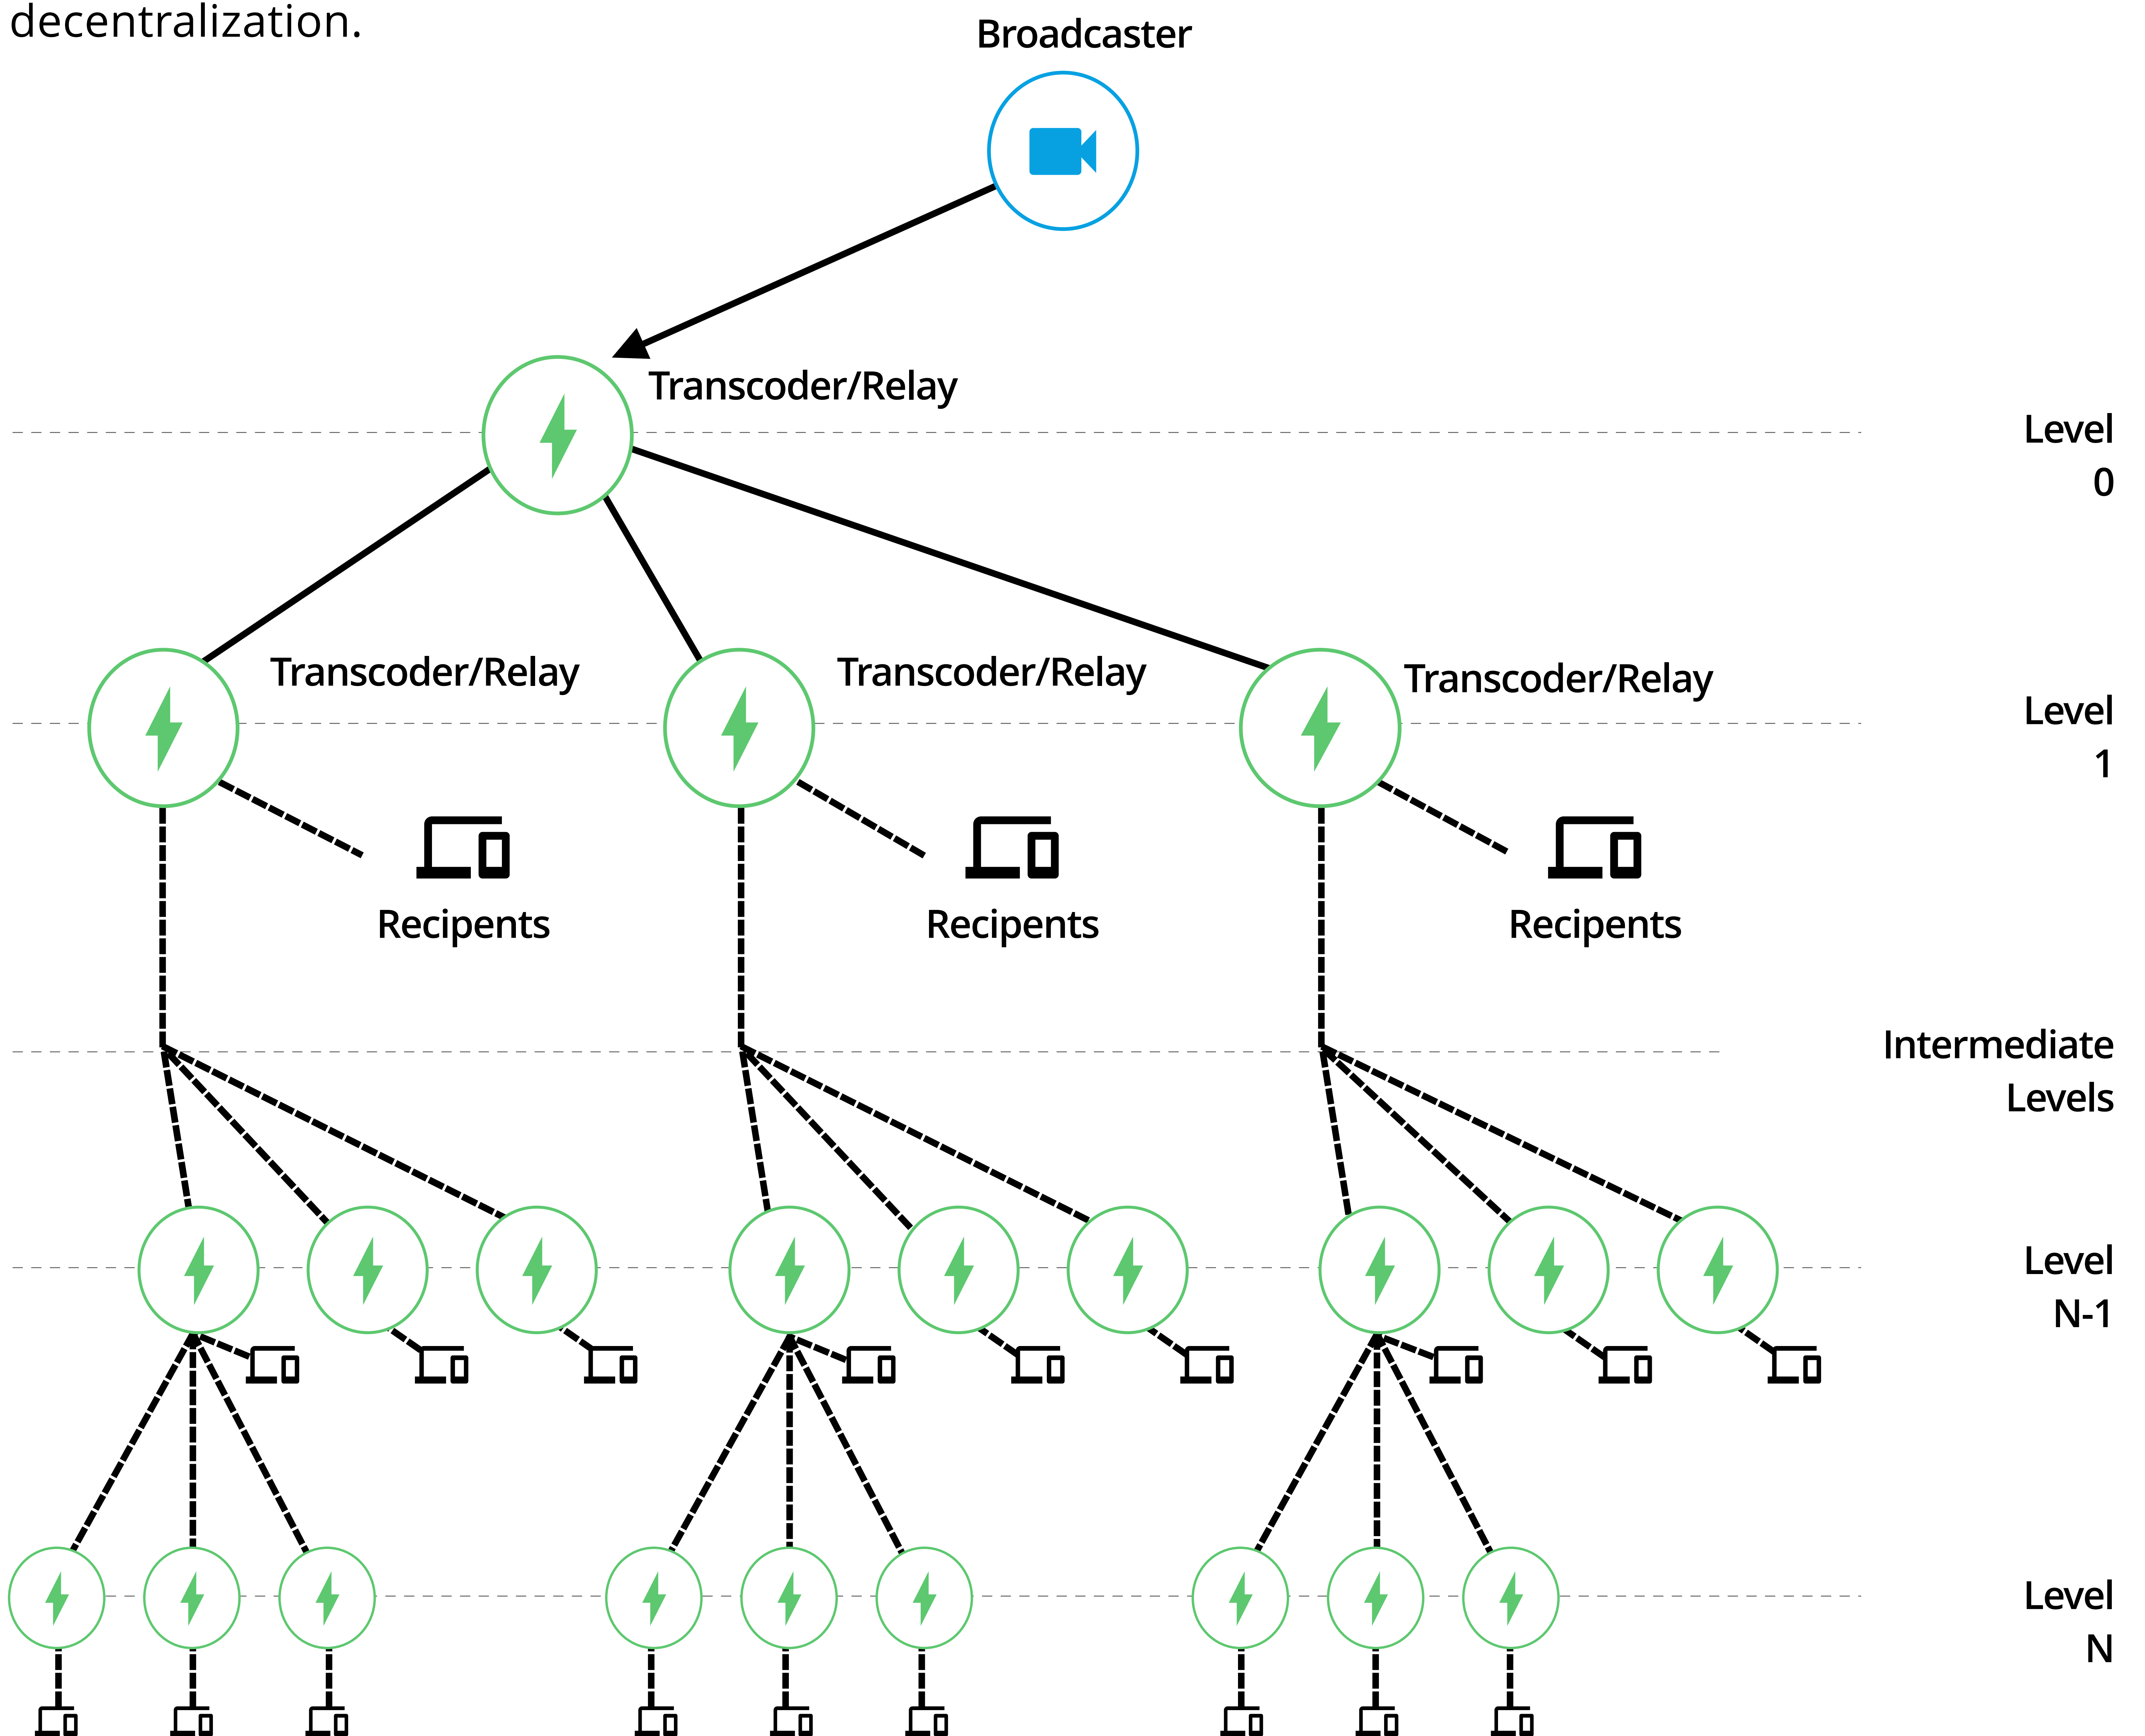 decentralization.
Broadcaster
Transcoder/Relay
Level
0
Transcoder/Relay
Transcoder/Relay
Transcoder/Relay
Level
1
Recipents
Recipents
Recipents
Intermediate
Levels
Level
N-1
Level
N